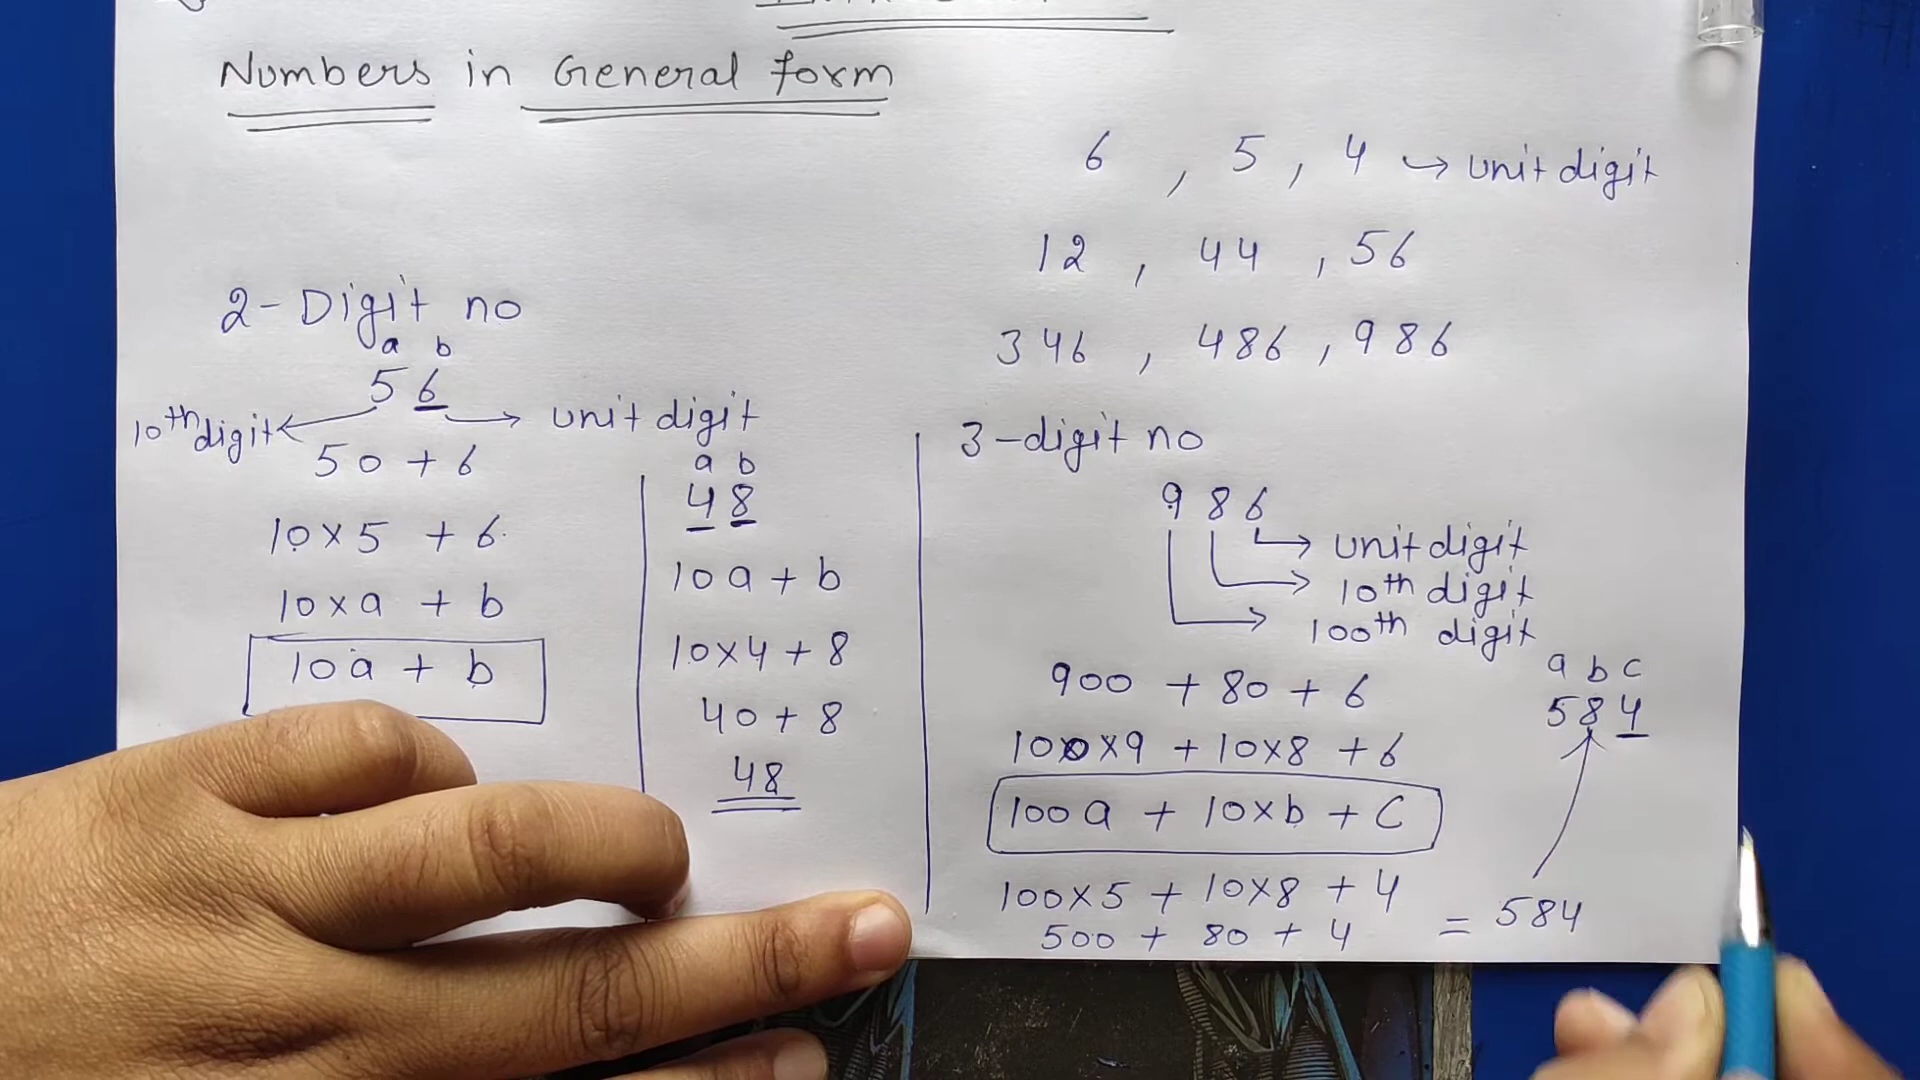 Numbers in General form
6 , 5 , 4 → unit digit
12 , 44 , 56
346 , 486 , 986
2-Digit no
a b
56
10th digit ← → unit digit
50 + 6
10×5 + 6
10×a + b
10a + b
a b
48
10a + b
10×4 + 8
40 + 8
48
3-digit no
986
→ unit digit
→ 10th digit
→ 100th digit
900 + 80 + 6
100×9 + 10×8 + 6
100a + 10×b + C
a b c
584
100×5 + 10×8 + 4
500 + 80 + 4 = 584